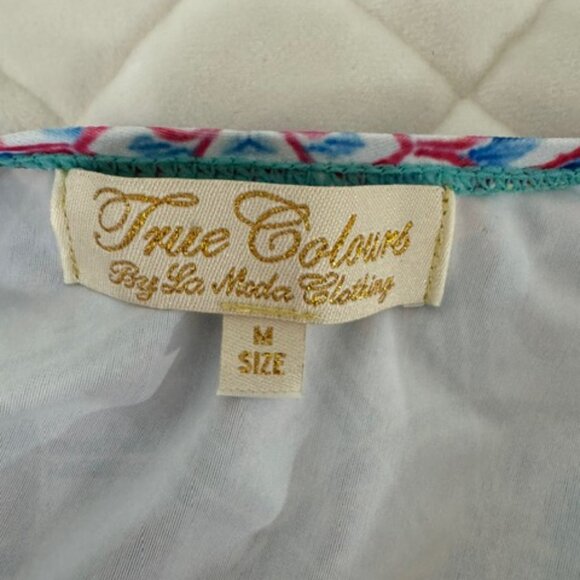 True Colours
By La Moda Clothing
M
SIZE